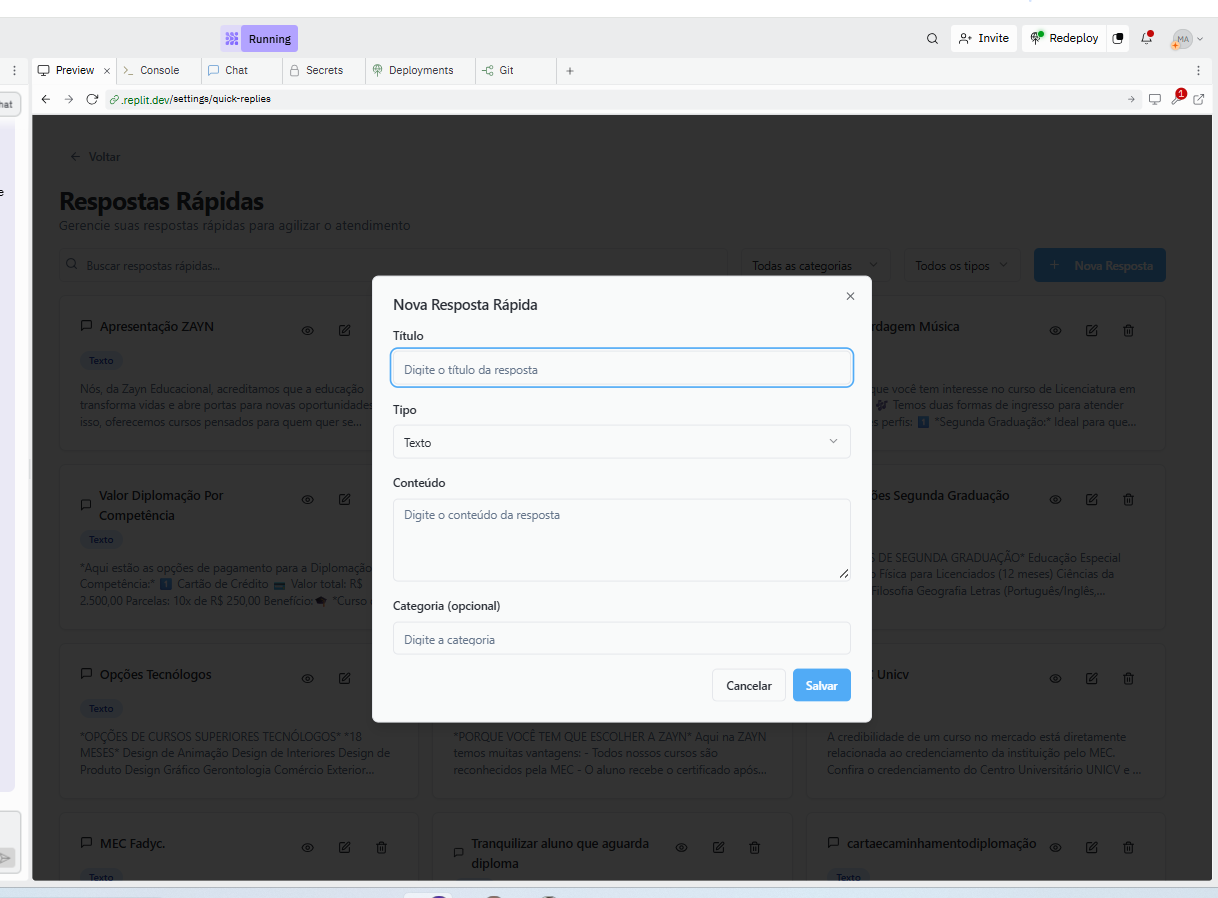 Running
Invite
Redeploy
MA
Preview
Console
Chat
Secrets
Deployments
Git
hat
.replit.dev/settings/quick-replies
1
Voltar
Respostas Rápidas
Gerencie suas respostas rápidas para agilizar o atendimento
Buscar respostas rápidas...
Todas as categorias
Todos os tipos
+ Nova Resposta
Apresentação ZAYN
Texto
Nós, da Zayn Educacional, acreditamos que a educação
transforma vidas e abre portas para novas oportunidades
isso, oferecemos cursos pensados para quem quer se...
rdagem Música
que você tem interesse no curso de Licenciatura em
Temos duas formas de ingresso para atender
s perfis: 1 *Segunda Graduação:* Ideal para que...
Nova Resposta Rápida
Título
Digite o título da resposta
Tipo
Texto
Conteúdo
Digite o conteúdo da resposta
Categoria (opcional)
Digite a categoria
Cancelar
Salvar
Valor Diplomação Por
Competência
Texto
*Aqui estão as opções de pagamento para a Diplomação
Competência:* 1 Cartão de Crédito Valor total: R$
2.500,00 Parcelas: 10x de R$ 250,00 Benefício: *Curso
ões Segunda Graduação
S DE SEGUNDA GRADUAÇÃO* Educação Especial
Física para Licenciados (12 meses) Ciências da
Filosofia Geografia Letras (Português/Inglês,...
Opções Tecnólogos
Texto
*OPÇÕES DE CURSOS SUPERIORES TECNÓLOGOS* *18
MESES* Design de Animação Design de Interiores Design de
Produto Design Gráfico Gerontologia Comércio Exterior...
*PORQUE VOCÊ TEM QUE ESCOLHER A ZAYN* Aqui na ZAYN
temos muitas vantagens: - Todos nossos cursos são
reconhecidos pela MEC - O aluno recebe o certificado após...
Unicv
A credibilidade de um curso no mercado está diretamente
relacionada ao credenciamento da instituição pelo MEC.
Confira o credenciamento do Centro Universitário UNICV e ...
MEC Fadyc.
Texto
Tranquilizar aluno que aguarda
diploma
cartaecaminhamentodiplomação
Texto